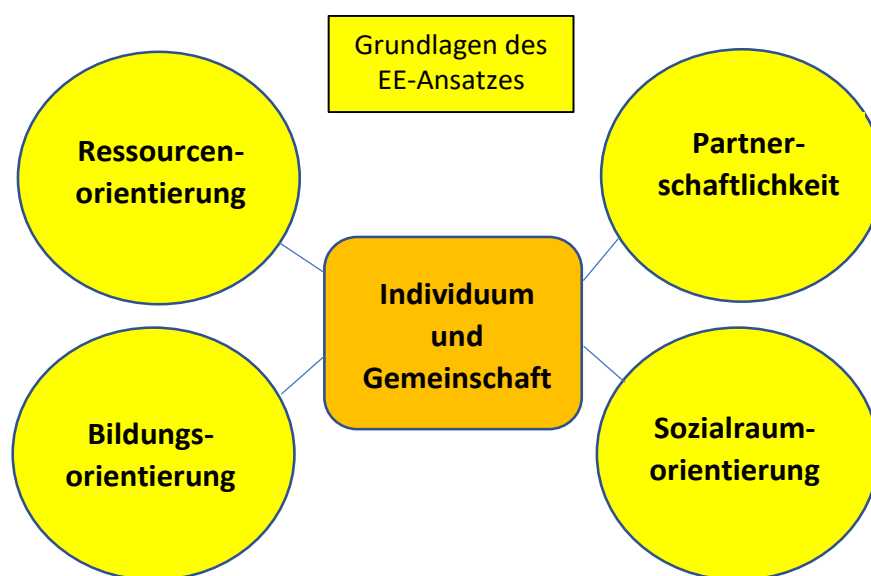 Grundlagen des
EE-Ansatzes
Ressourcen-
orientierung
Partner-
schaftlichkeit
Individuum
und
Gemeinschaft
Bildungs-
orientierung
Sozialraum-
orientierung